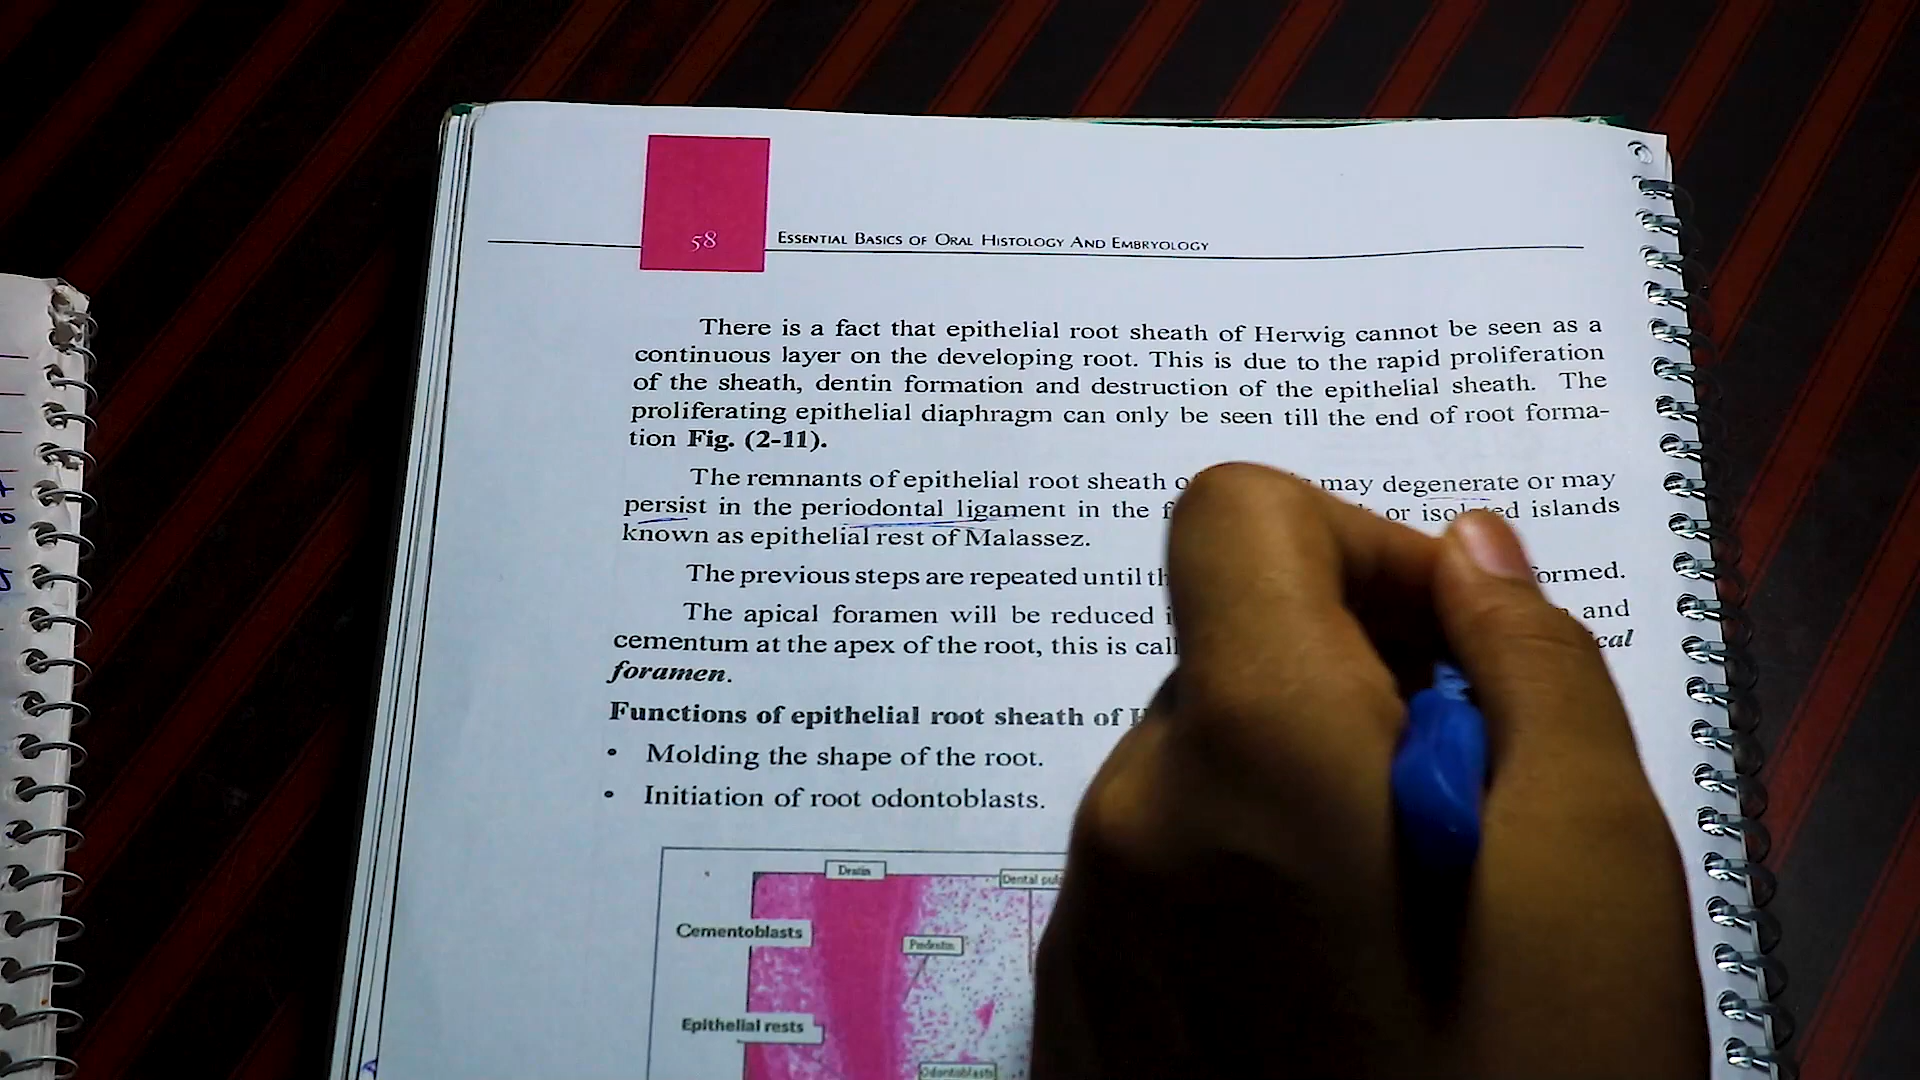 58
ESSENTIAL BASICS OF ORAL HISTOLOGY AND EMBRYOLOGY
There is a fact that epithelial root sheath of Herwig cannot be seen as a
continuous layer on the developing root. This is due to the rapid proliferation
of the sheath, dentin formation and destruction of the epithelial sheath. The
proliferating epithelial diaphragm can only be seen till the end of root forma-
tion Fig. (2-11).
The remnants of epithelial root sheath may degenerate or may
persist in the periodontal ligament in the or isolated islands
known as epithelial rest of Malassez.
The previous steps are repeated until
The apical foramen will be reduced and
cementum at the apex of the root, this is
foramen.
Functions of epithelial root sheath of
• Molding the shape of the root.
• Initiation of root odontoblasts.
Dentin
Dental
Cementoblasts
Predentin
Epithelial rests
Odontoblasts